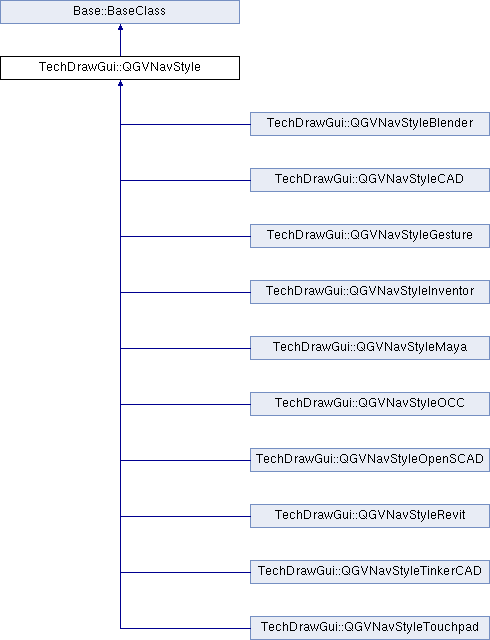 Base::BaseClass
TechDrawGui::QGVNavStyle
TechDrawGui::QGVNavStyleBlender
TechDrawGui::QGVNavStyleCAD
TechDrawGui::QGVNavStyleGesture
TechDrawGui::QGVNavStyleInventor
TechDrawGui::QGVNavStyleMaya
TechDrawGui::QGVNavStyleOCC
TechDrawGui::QGVNavStyleOpenSCAD
TechDrawGui::QGVNavStyleRevit
TechDrawGui::QGVNavStyleTinkerCAD
TechDrawGui::QGVNavStyleTouchpad